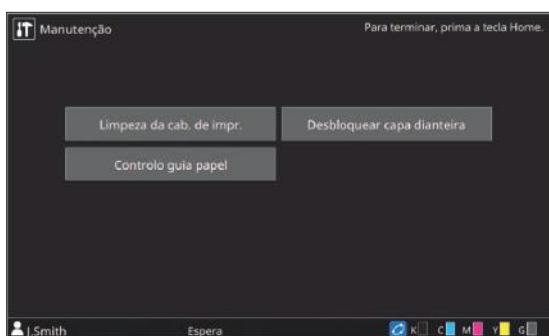 Manutenção
Para terminar, prima a tecla Home.
Limpeza da cab. de impr.
Desbloquear capa dianteira
Controlo guia papel
J.Smith
Espera
K C M Y G